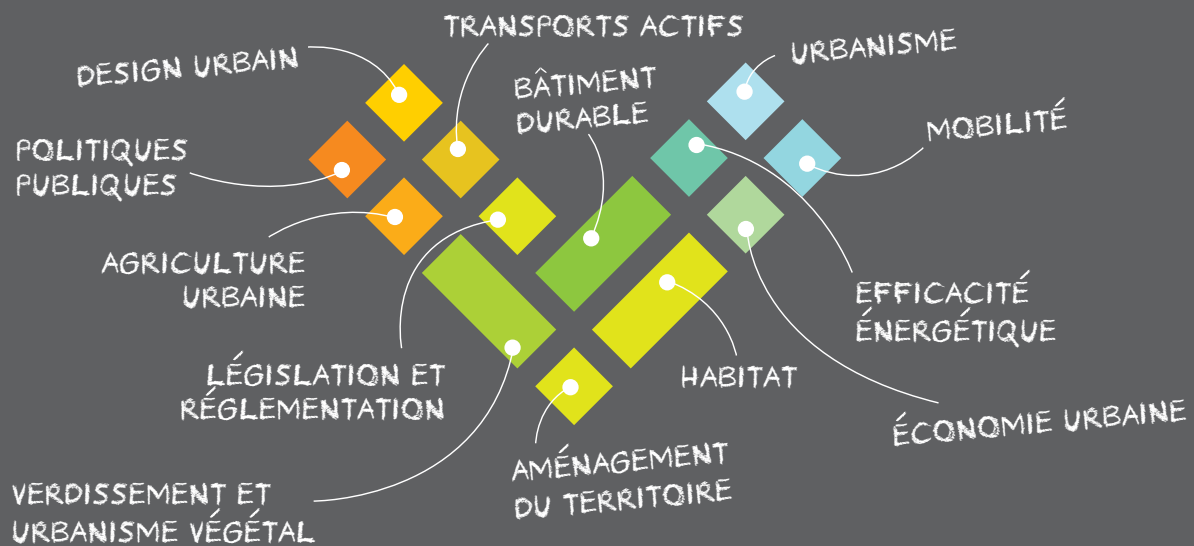 TRANSPORTS ACTIFS
DESIGN URBAIN
URBANISME
BÂTIMENT
DURABLE
MOBILITÉ
POLITIQUES
PUBLIQUES
AGRICULTURE
URBAINE
EFFICACITÉ
ÉNERGÉTIQUE
LÉGISLATION ET
RÉGLEMENTATION
HABITAT
ÉCONOMIE URBAINE
AMÉNAGEMENT
DU TERRITOIRE
VERDISSEMENT ET
URBANISME VÉGÉTAL